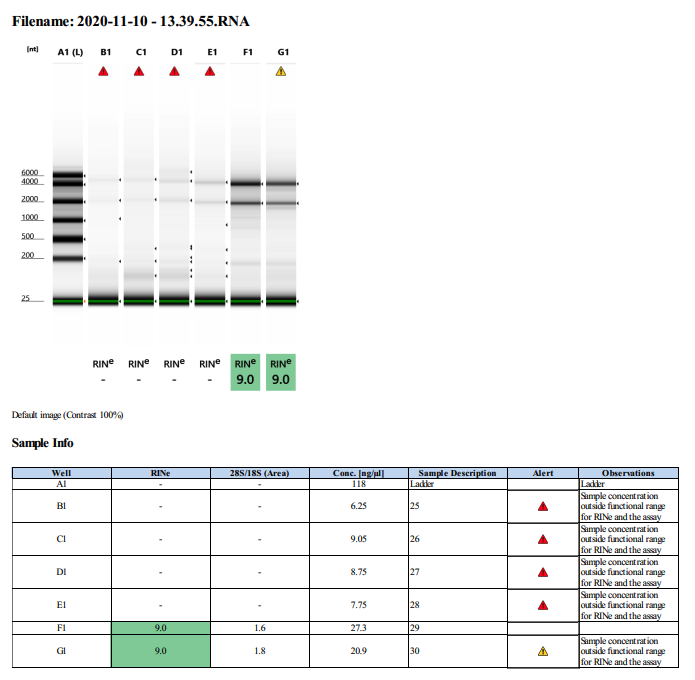 Filename: 2020-11-10 - 13.39.55.RNA
[nt] A1 (L) B1 C1 D1 E1 F1 G1
6000
4000
2000
1000
500
200
25
RINe RINe RINe RINe RINe RINe
- - - - 9.0 9.0
Default image (Contrast 100%)
Sample Info
Well RINe 28S/18S (Area) Conc. [ng/µl] Sample Description Alert Observations
A1 - - 118 Ladder Ladder
B1 - - 6.25 25 Sample concentration
outside functional range
for RINe and the assay
C1 - - 9.05 26 Sample concentration
outside functional range
for RINe and the assay
D1 - - 8.75 27 Sample concentration
outside functional range
for RINe and the assay
E1 - - 7.75 28 Sample concentration
outside functional range
for RINe and the assay
F1 9.0 1.6 27.3 29
G1 9.0 1.8 20.9 30 Sample concentration
outside functional range
for RINe and the assay